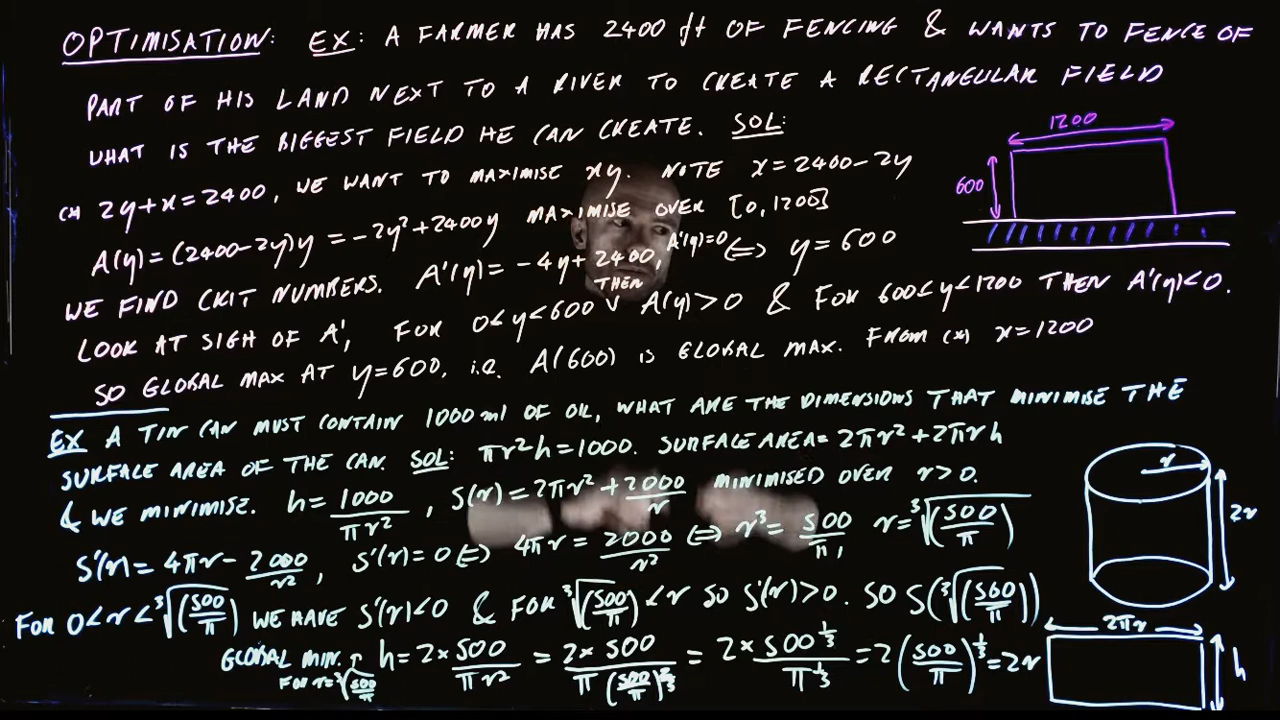 OPTIMISATION: EX: A FARMER HAS 2400 ft OF FENCING & WANTS TO FENCE OF
PART OF HIS LAND NEXT TO A RIVER TO CREATE A RECTANGULAR FIELD
WHAT IS THE BIGGEST FIELD HE CAN CREATE. SOL:
(*) 2y+x=2400, WE WANT TO MAXIMISE xy. NOTE x=2400-2y
A(y)=(2400-2y)y=-2y²+2400y MAXIMISE OVER [0,1200]
WE FIND CRIT NUMBERS. A'(y)=-4y+2400, A'(y)=0 ⇔ y=600
LOOK AT SIGN OF A', FOR 0<y<600 THEN A(y)>0 & FOR 600<y<1200 THEN A'(y)<0.
SO GLOBAL MAX AT y=600, i.e. A(600) IS GLOBAL MAX. FROM (*) x=1200
1200
600
EX A TIN CAN MUST CONTAIN 1000 ml OF OIL, WHAT ARE THE DIMENSIONS THAT MINIMISE THE
SURFACE AREA OF THE CAN. SOL: πr²h=1000. SURFACE AREA=2πr²+2πrh
& WE MINIMISE. h=1000/πr², S(r)=2πr²+2000/r MINIMISED OVER r>0.
S'(r)=4πr-2000/r², S'(r)=0 ⇔ 4πr=2000/r² ⇔ r³=500/π, r=∛(500/π)
FOR 0<r<∛(500/π) WE HAVE S'(r)<0 & FOR ∛(500/π)<r SO S'(r)>0. SO S(∛(500/π))
GLOBAL MIN. ↑ h=2×500/πr²=2×500/π(500/π)^{2/3}=2×500^{1/3}/π^{1/3}=2(500/π)^{1/3}=2r
FOR r=∛(500/π)
r
2r
2πr
h